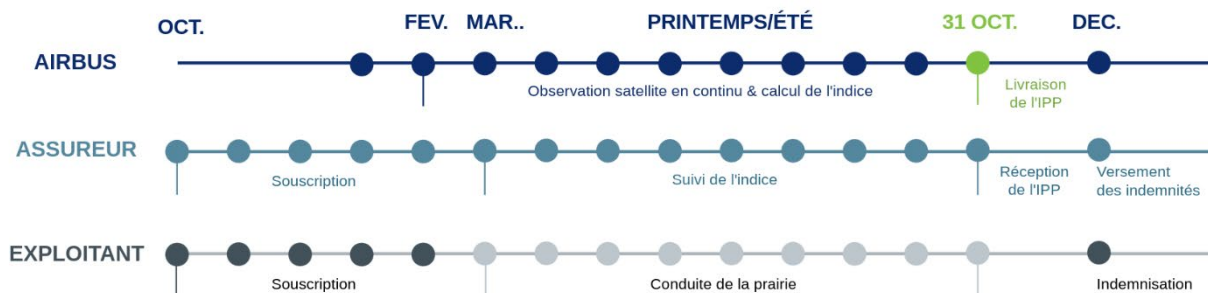 OCT.
FEV.
MAR..
PRINTEMPS/ÉTÉ
31 OCT.
DEC.
AIRBUS
Observation satellite en continu & calcul de l'indice
Livraison
de l'IPP
ASSUREUR
Souscription
Suivi de l'indice
Réception
de l'IPP
Versement
des indemnités
EXPLOITANT
Souscription
Conduite de la prairie
Indemnisation